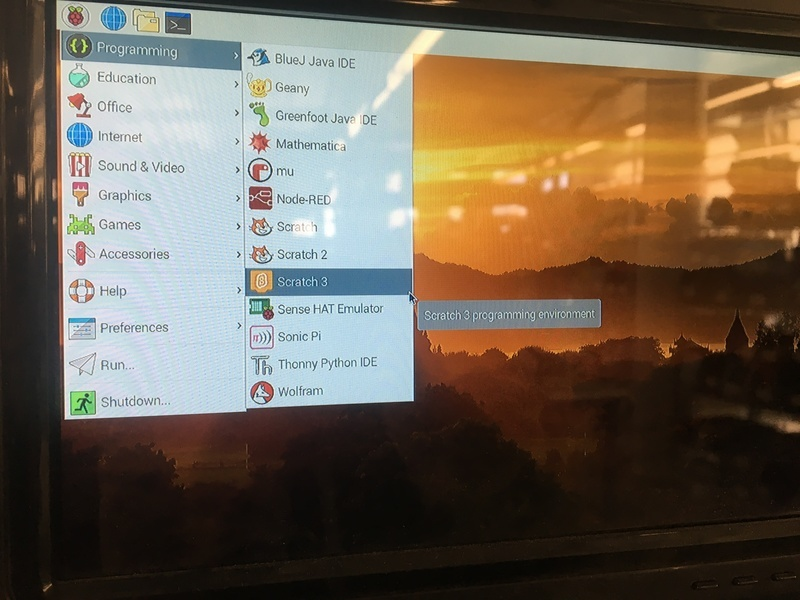 Programming
Education
Office
Internet
Sound & Video
Graphics
Games
Accessories
Help
Preferences
Run...
Shutdown...
BlueJ Java IDE
Geany
Greenfoot Java IDE
Mathematica
mu
Node-RED
Scratch
Scratch 2
Scratch 3
Sense HAT Emulator
Sonic Pi
Thonny Python IDE
Wolfram
Scratch 3 programming environment